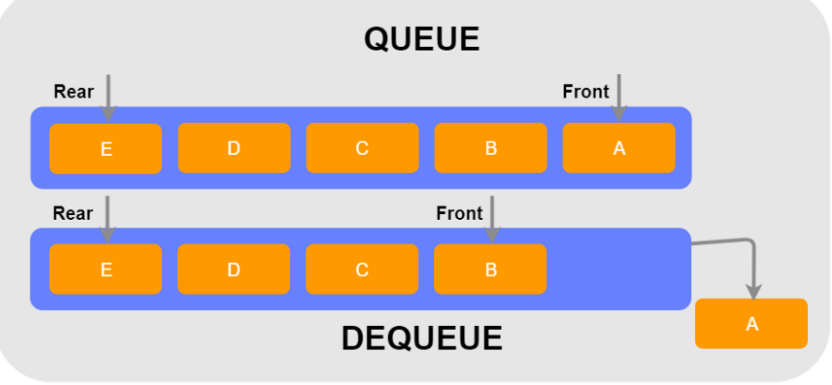 QUEUE
Rear Front
E D C B A
Rear Front
E D C B
A
DEQUEUE